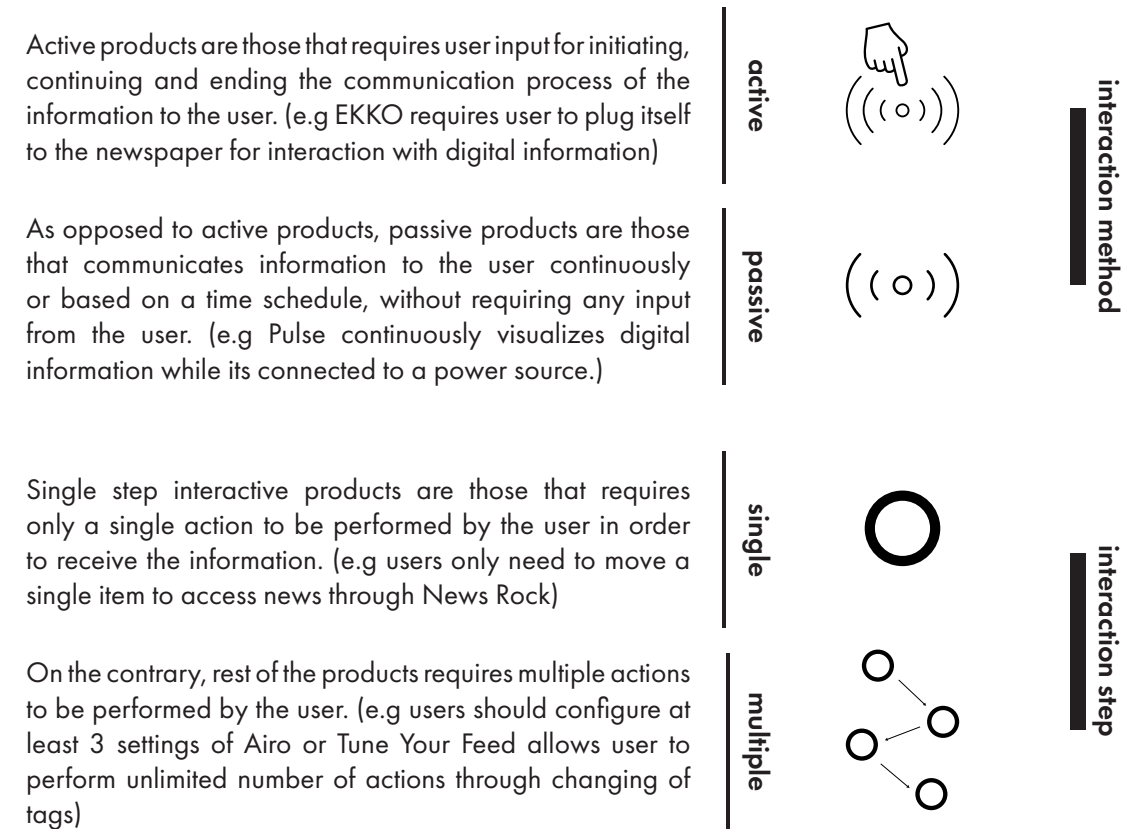 Active products are those that requires user input for initiating,
continuing and ending the communication process of the
information to the user. (e.g EKKO requires user to plug itself
to the newspaper for interaction with digital information)
active
As opposed to active products, passive products are those
that communicates information to the user continuously
or based on a time schedule, without requiring any input
from the user. (e.g Pulse continuously visualizes digital
information while its connected to a power source.)
passive
interaction method
Single step interactive products are those that requires
only a single action to be performed by the user in order
to receive the information. (e.g users only need to move a
single item to access news through News Rock)
single
On the contrary, rest of the products requires multiple actions
to be performed by the user. (e.g users should configure at
least 3 settings of Airo or Tune Your Feed allows user to
perform unlimited number of actions through changing of
tags)
multiple
interaction step